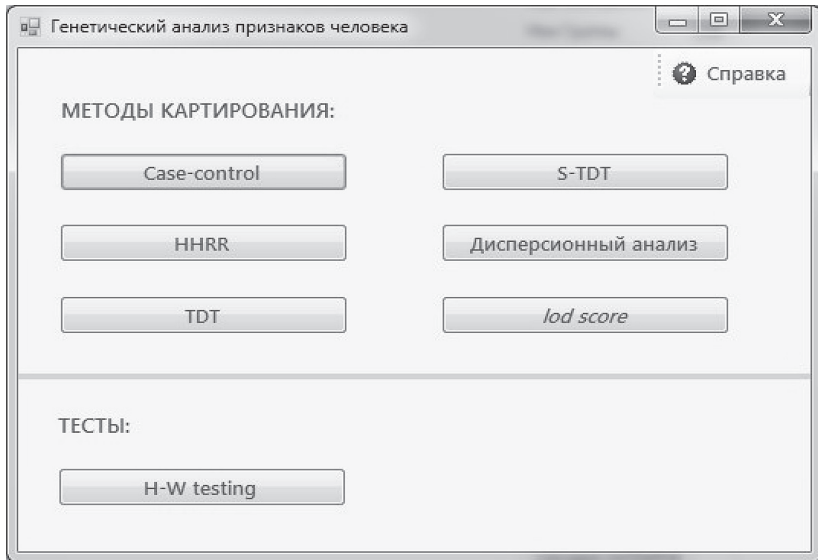 Генетический анализ признаков человека
Справка
МЕТОДЫ КАРТИРОВАНИЯ:
Case-control
S-TDT
HHRR
Дисперсионный анализ
TDT
lod score
ТЕСТЫ:
H-W testing